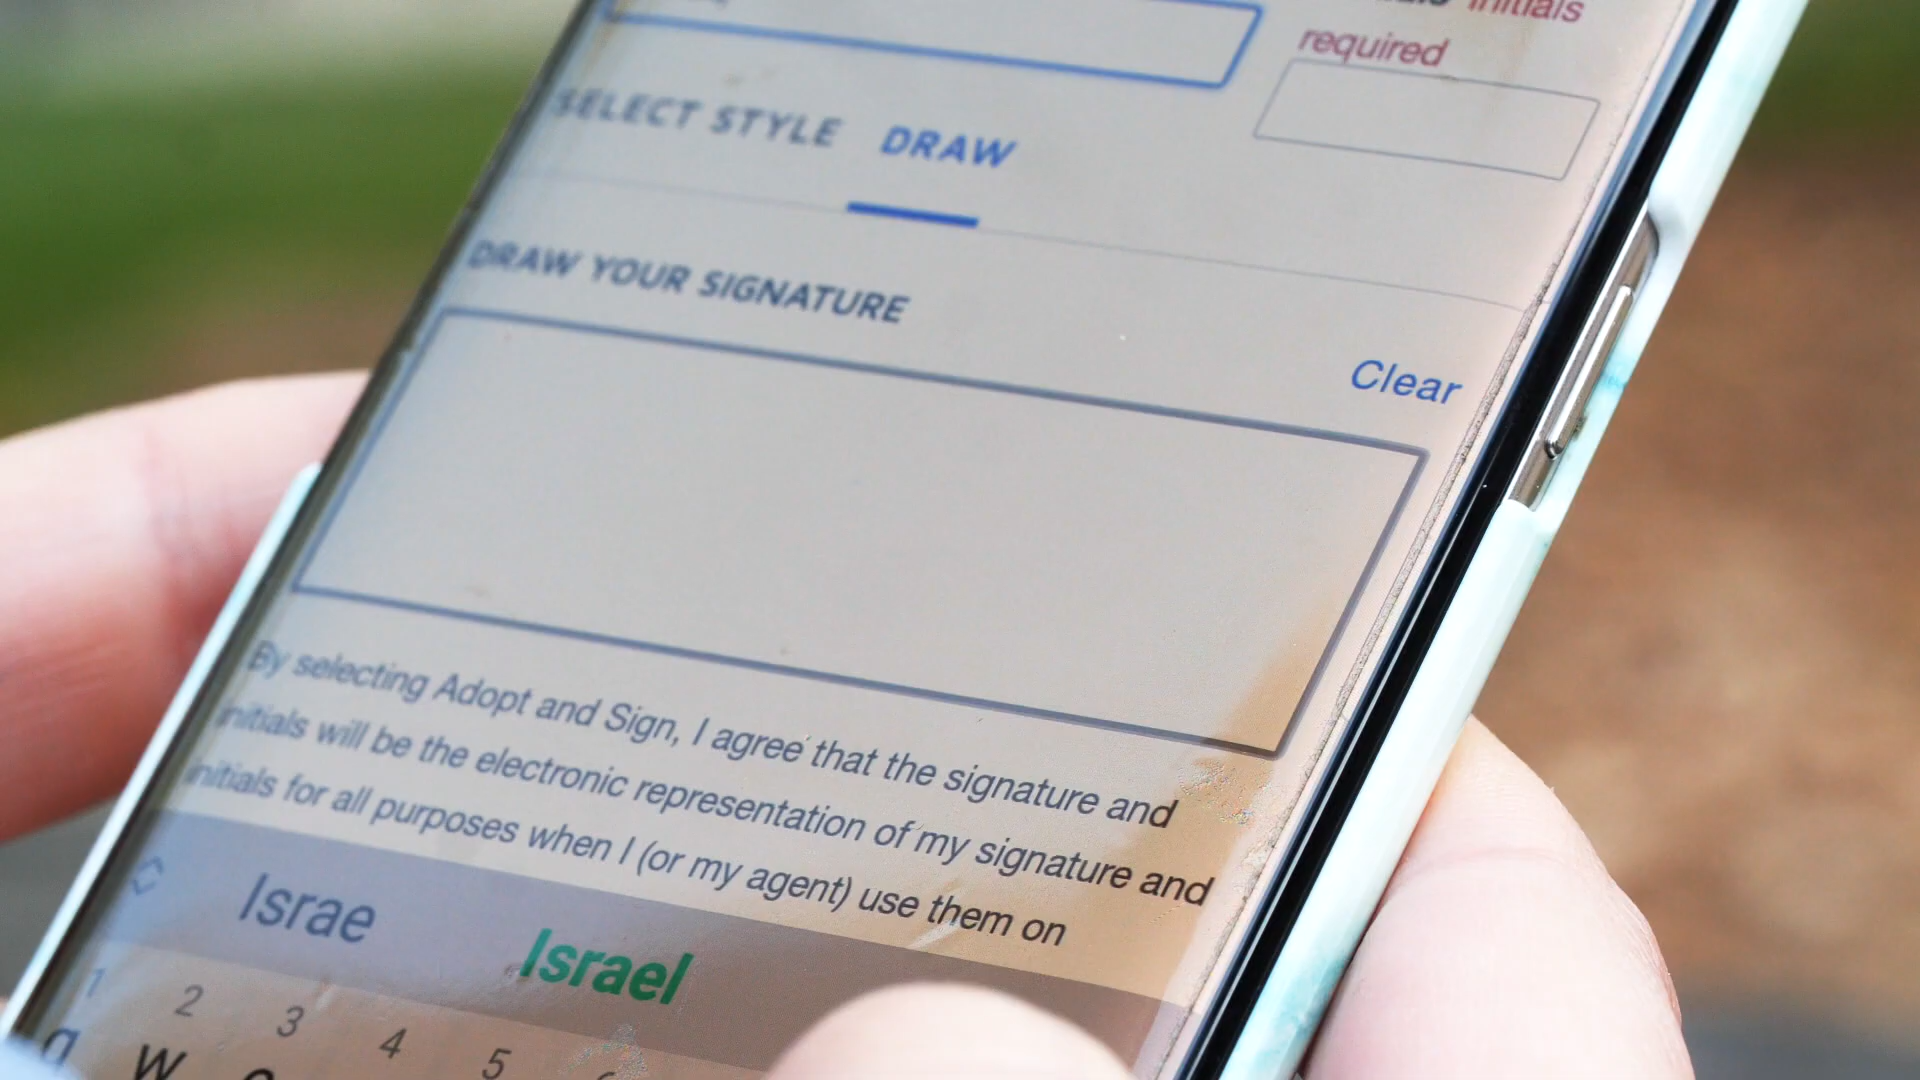 Initials
required
SELECT STYLE DRAW
DRAW YOUR SIGNATURE
Clear
By selecting Adopt and Sign, I agree that the signature and
initials will be the electronic representation of my signature and
initials for all purposes when I (or my agent) use them on
Israe Israel
1 2 3 4 5
q w